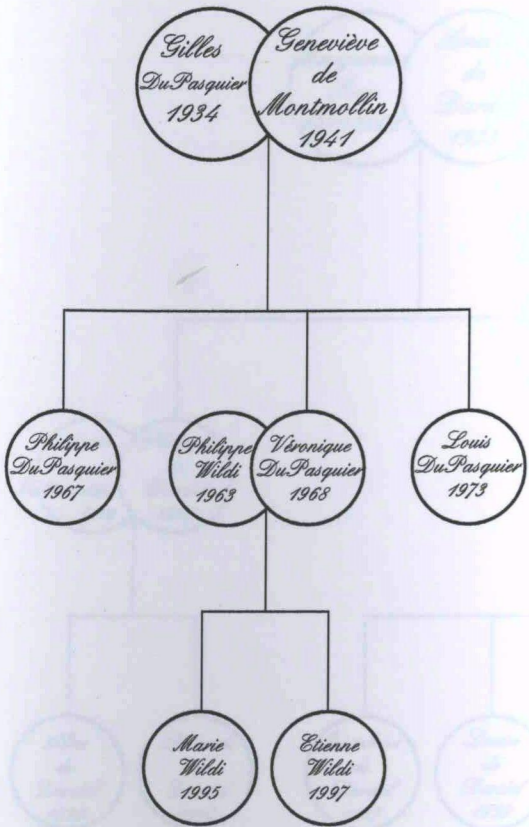 Gilles
DuPasquier
1934
Geneviève
de
Montmollin
1941
Philippe
DuPasquier
1967
Philippe
Wildi
1963
Véronique
DuPasquier
1968
Louis
DuPasquier
1973
Marie
Wildi
1995
Etienne
Wildi
1997